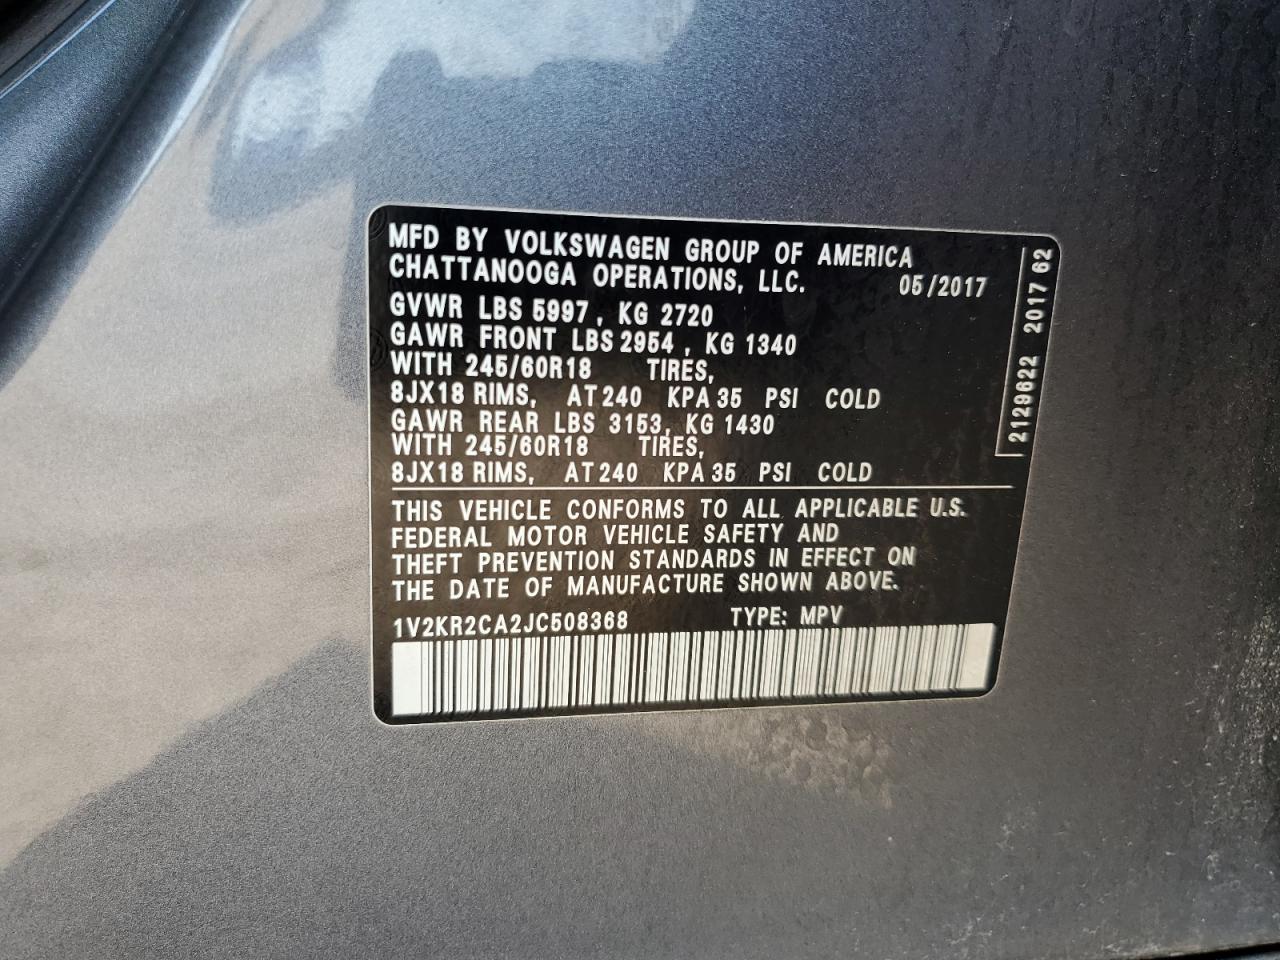 MFD BY VOLKSWAGEN GROUP OF AMERICA
CHATTANOOGA OPERATIONS, LLC. 05/2017
GVWR LBS 5997, KG 2720
GAWR FRONT LBS 2954, KG 1340
WITH 245/60R18 TIRES,
8JX18 RIMS, AT 240 KPA 35 PSI COLD
GAWR REAR LBS 3153, KG 1430
WITH 245/60R18 TIRES,
8JX18 RIMS, AT 240 KPA 35 PSI COLD
THIS VEHICLE CONFORMS TO ALL APPLICABLE U.S.
FEDERAL MOTOR VEHICLE SAFETY AND
THEFT PREVENTION STANDARDS IN EFFECT ON
THE DATE OF MANUFACTURE SHOWN ABOVE.
1V2KR2CA2JC508368 TYPE: MPV
2129622 2017 62